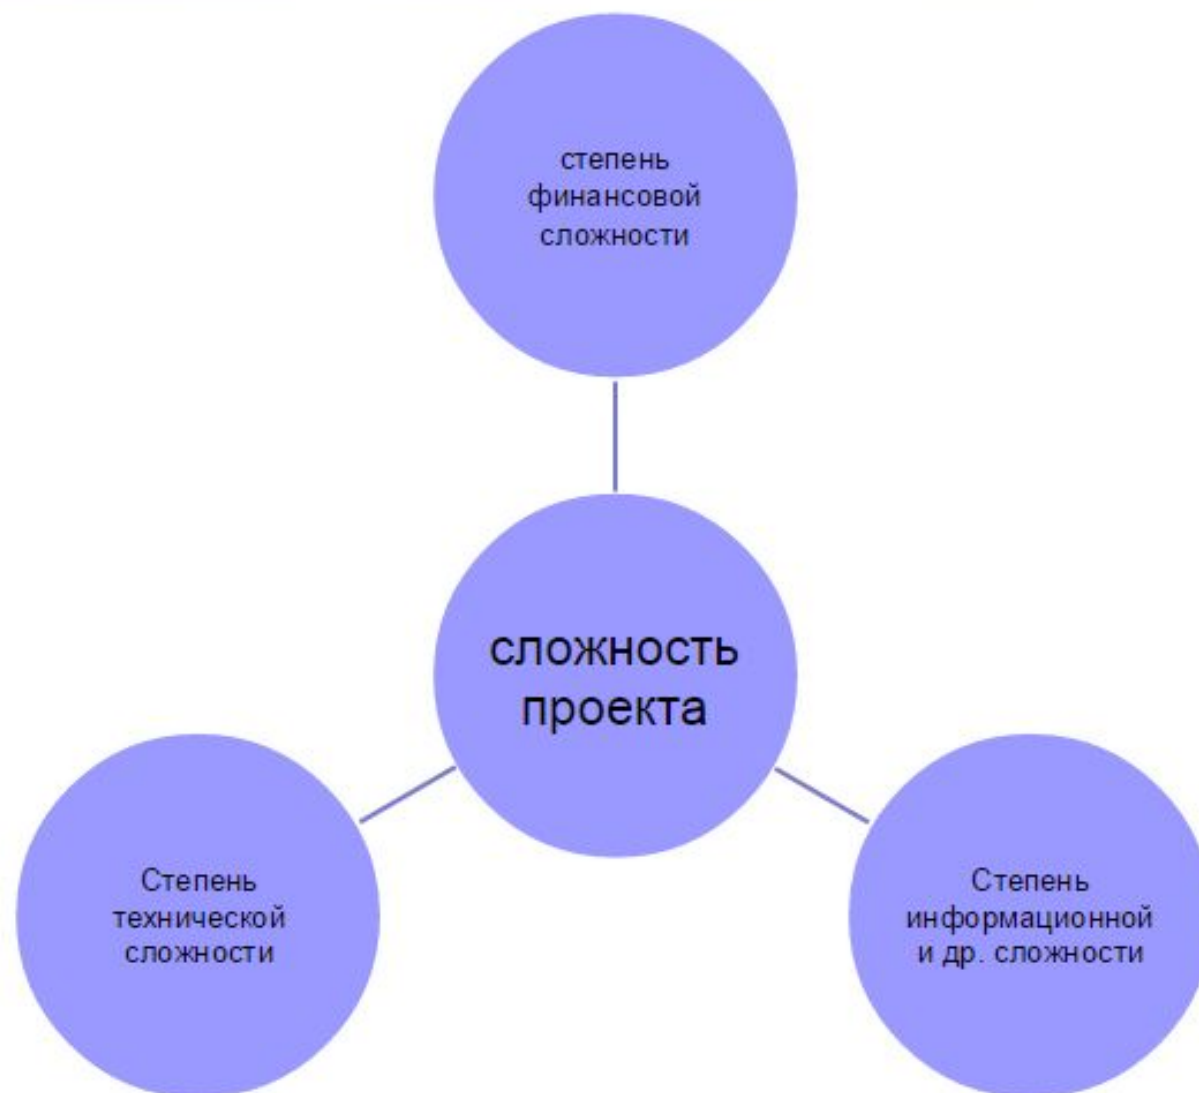 степень
финансовой
сложности
сложность
проекта
Степень
технической
сложности
Степень
информационной
и др. сложности